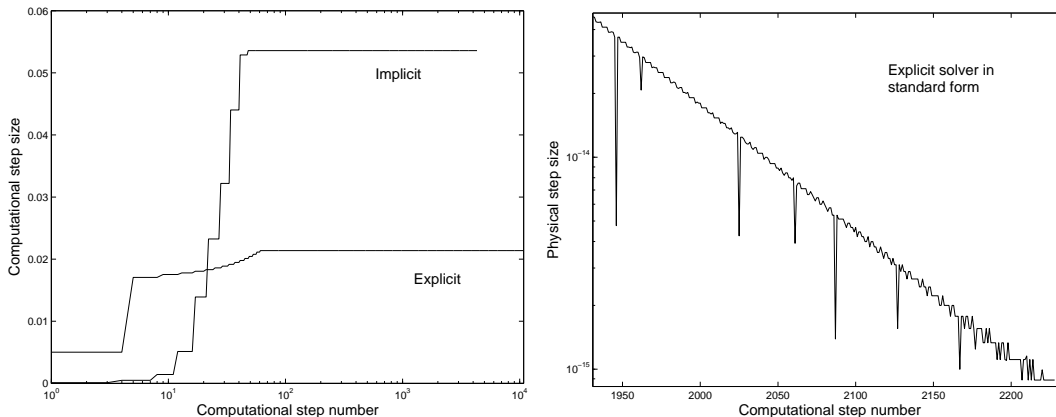 0.06
0.05
0.04
0.03
0.02
0.01
0
Computational step size
Implicit
Explicit
10^0
10^1
10^2
10^3
10^4
Computational step number
Physical step size
10^−14
10^−15
Explicit solver in
standard form
1950
2000
2050
2100
2150
2200
Computational step number